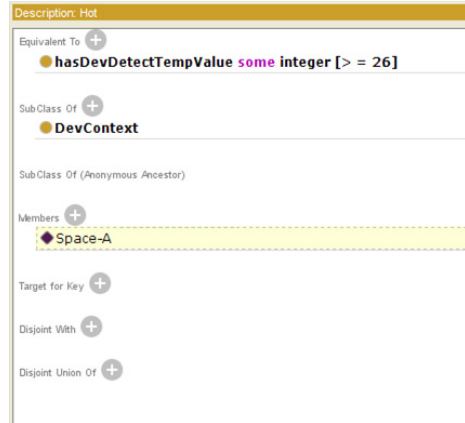 Description: Hot
Equivalent To
hasDevDetectTempValue some integer [> = 26]
SubClass Of
DevContext
SubClass Of (Anonymous Ancestor)
Members
Space-A
Target for Key
Disjoint With
Disjoint Union Of